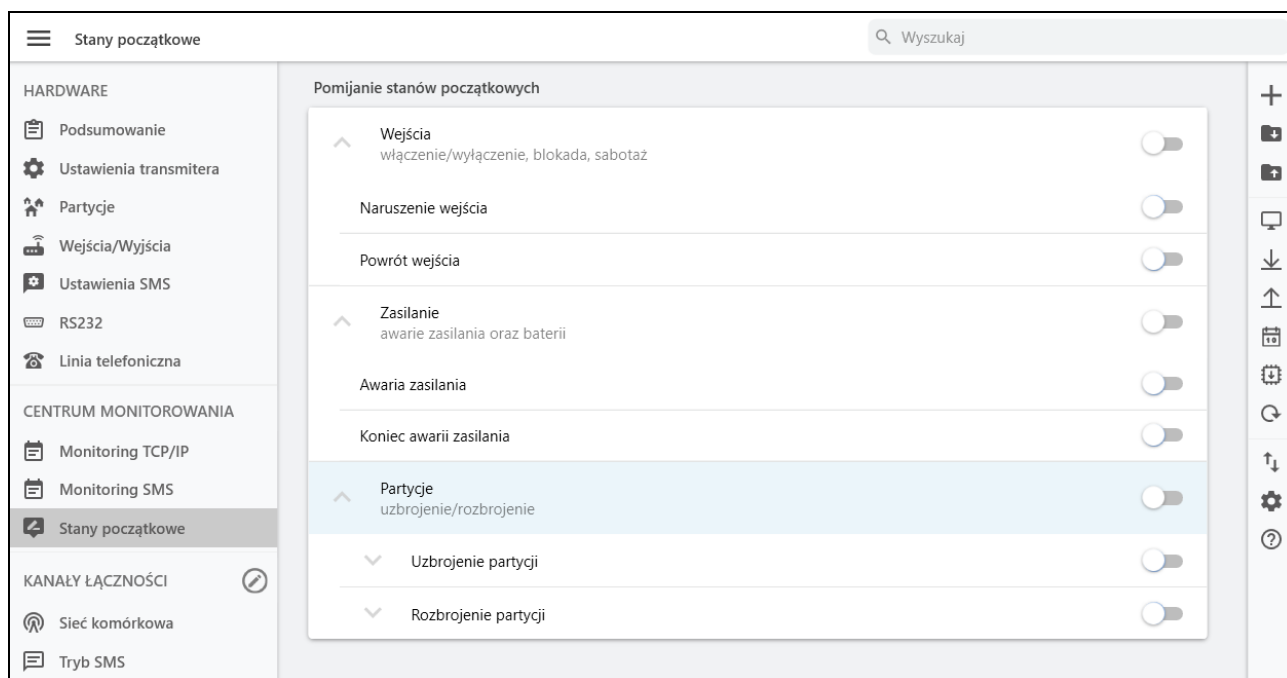 Stany początkowe
Wyszukaj
HARDWARE
Podsumowanie
Ustawienia transmitera
Partycje
Wejścia/Wyjścia
Ustawienia SMS
RS232
Linia telefoniczna
CENTRUM MONITOROWANIA
Monitoring TCP/IP
Monitoring SMS
Stany początkowe
KANAŁY ŁĄCZNOŚCI
Sieć komórkowa
Tryb SMS
Pomijanie stanów początkowych
Wejścia
włączenie/wyłączenie, blokada, sabotaż
Naruszenie wejścia
Powrót wejścia
Zasilanie
awarie zasilania oraz baterii
Awaria zasilania
Koniec awarii zasilania
Partycje
uzbrojenie/rozbrojenie
Uzbrojenie partycji
Rozbrojenie partycji
10